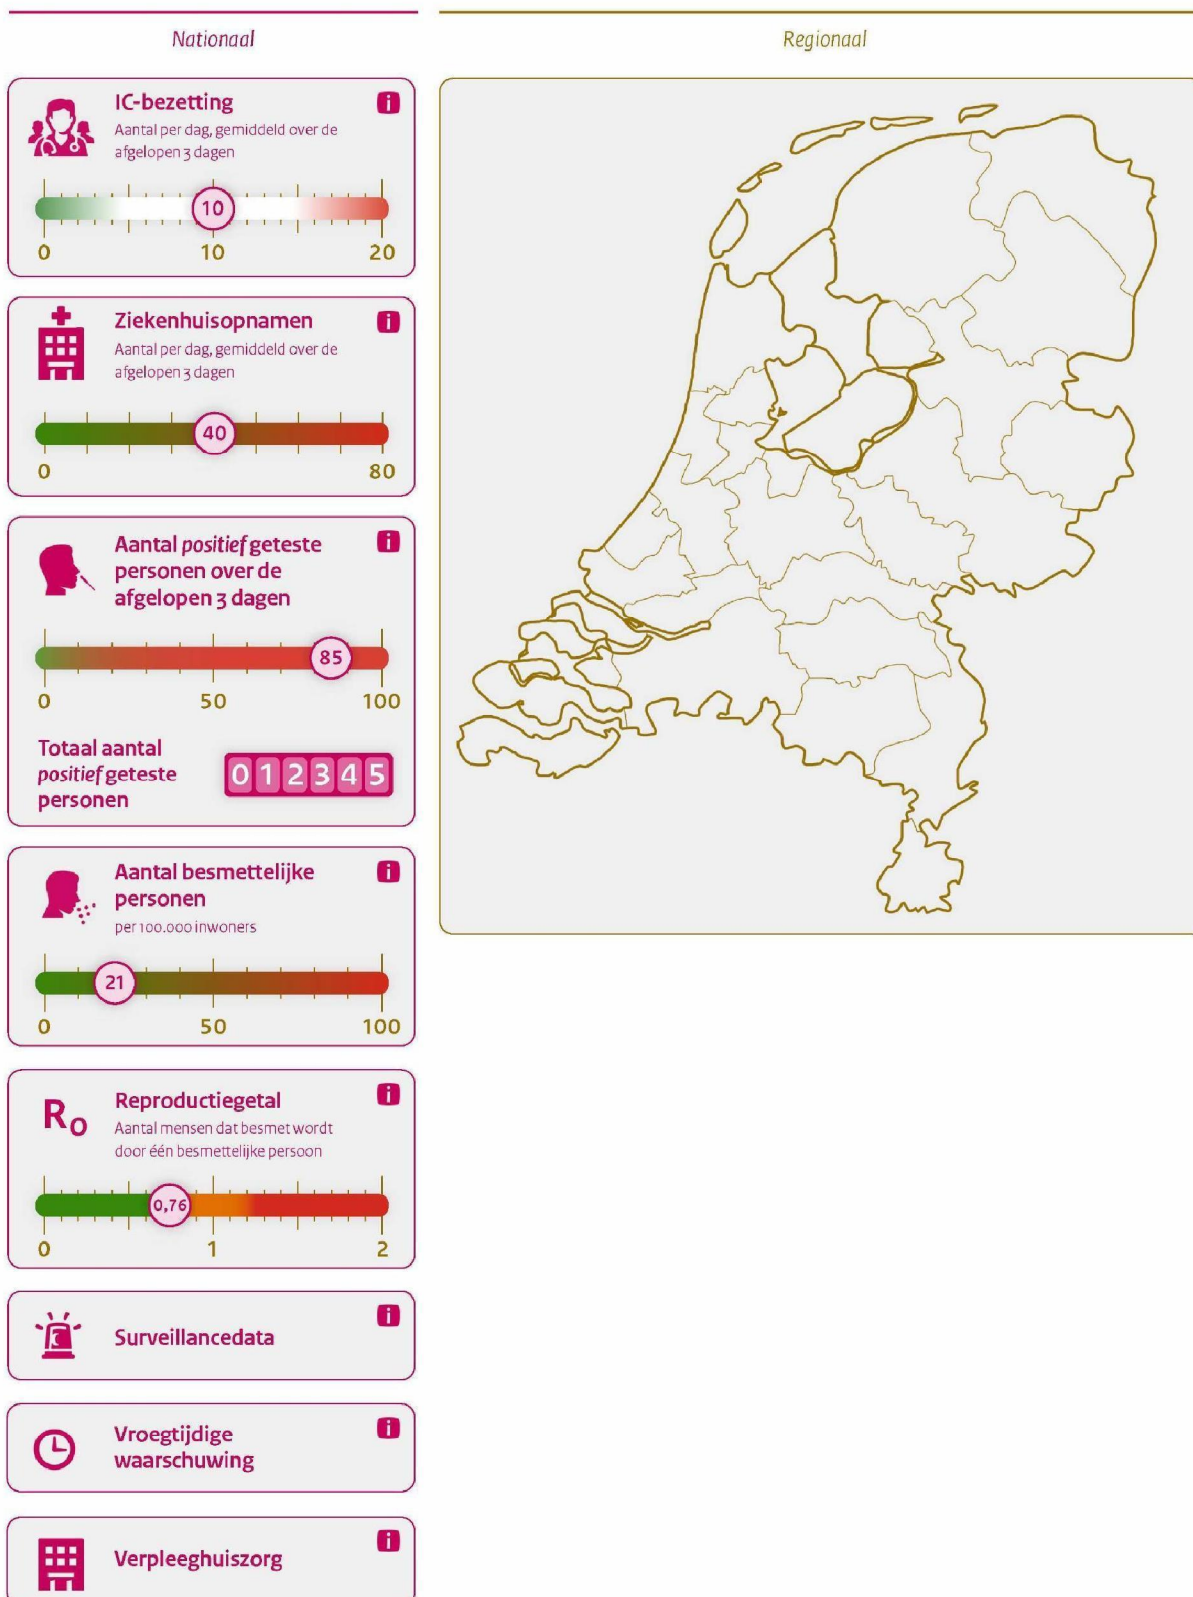 Nationaal
Regionaal
IC-bezetting
i
Aantal per dag, gemiddeld over de
afgelopen 3 dagen
10
0
10
20
Ziekenhuisopnamen
i
Aantal per dag, gemiddeld over de
afgelopen 3 dagen
40
0
80
Aantal positief geteste
i
personen over de
afgelopen 3 dagen
85
0
50
100
Totaal aantal
positief geteste
personen
012345
Aantal besmettelijke
i
personen
per 100.000 inwoners
21
0
50
100
R0
Reproductiegetal
i
Aantal mensen dat besmet wordt
door één besmettelijke persoon
0,76
0
1
2
Surveillancedata
i
Vroegtijdige
i
waarschuwing
Verpleeghuiszorg
i